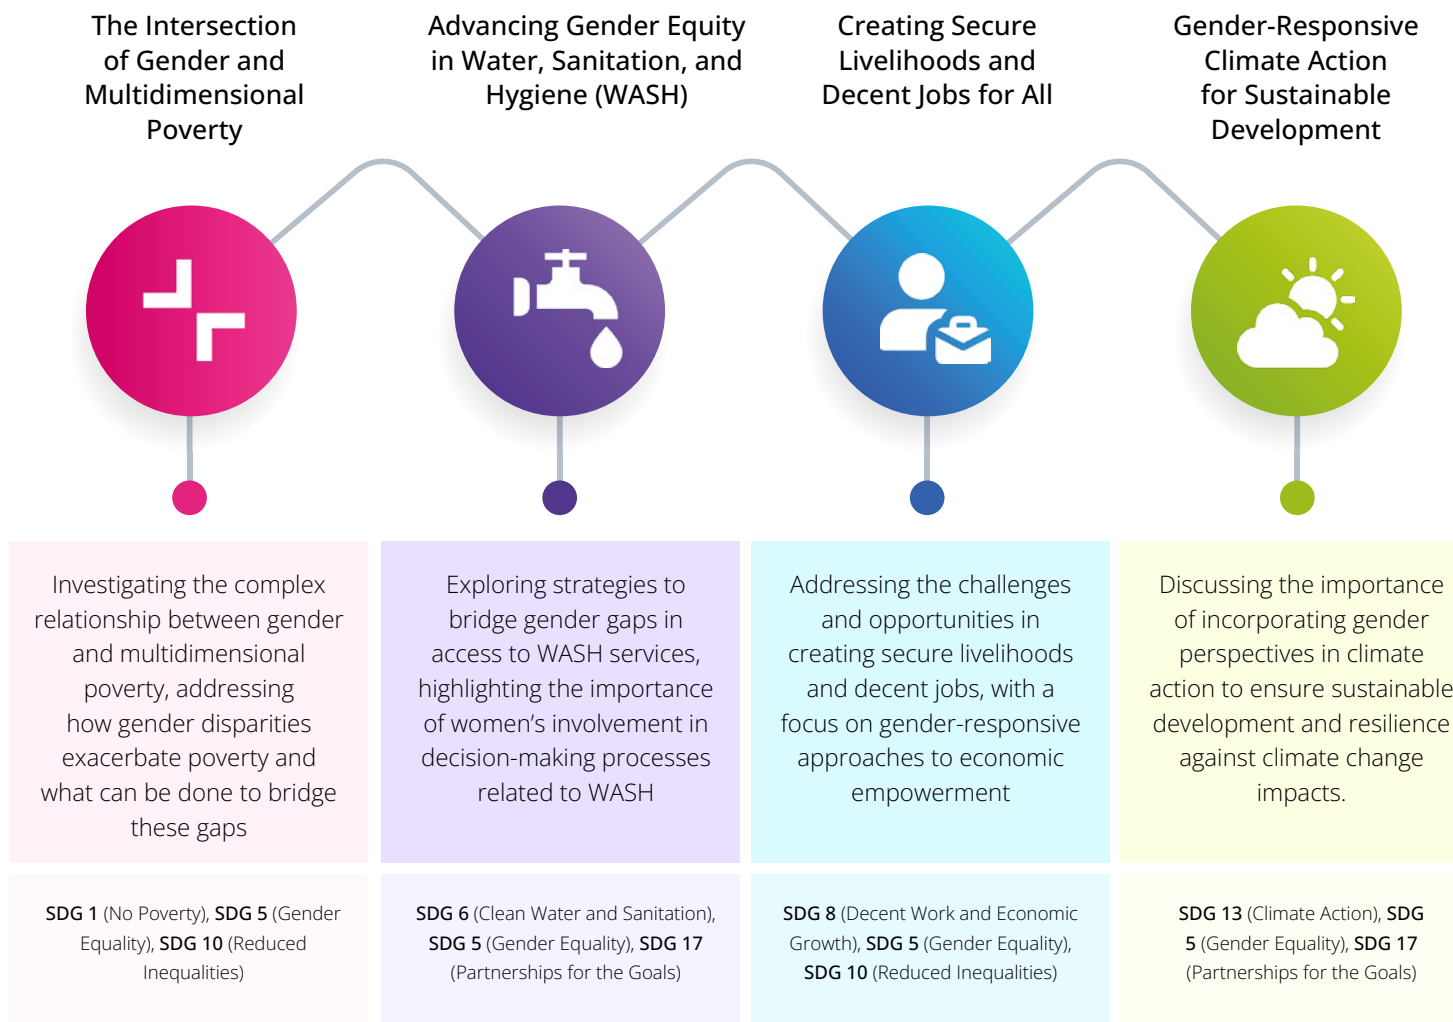 The Intersection
of Gender and
Multidimensional
Poverty
Advancing Gender Equity
in Water, Sanitation, and
Hygiene (WASH)
Creating Secure
Livelihoods and
Decent Jobs for All
Gender-Responsive
Climate Action
for Sustainable
Development
Investigating the complex
relationship between gender
and multidimensional
poverty, addressing
how gender disparities
exacerbate poverty and
what can be done to bridge
these gaps
Exploring strategies to
bridge gender gaps in
access to WASH services,
highlighting the importance
of women’s involvement in
decision-making processes
related to WASH
Addressing the challenges
and opportunities in
creating secure livelihoods
and decent jobs, with a
focus on gender-responsive
approaches to economic
empowerment
Discussing the importance
of incorporating gender
perspectives in climate
action to ensure sustainable
development and resilience
against climate change
impacts.
SDG 1 (No Poverty), SDG 5 (Gender
Equality), SDG 10 (Reduced
Inequalities)
SDG 6 (Clean Water and Sanitation),
SDG 5 (Gender Equality), SDG 17
(Partnerships for the Goals)
SDG 8 (Decent Work and Economic
Growth), SDG 5 (Gender Equality),
SDG 10 (Reduced Inequalities)
SDG 13 (Climate Action), SDG
5 (Gender Equality), SDG 17
(Partnerships for the Goals)